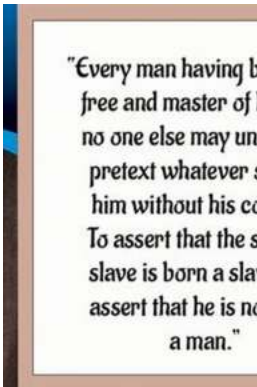 "Every man having
free and master of
no one else may
pretext whatever
him without his
To assert that the
slave is born a
assert that he is
a man."